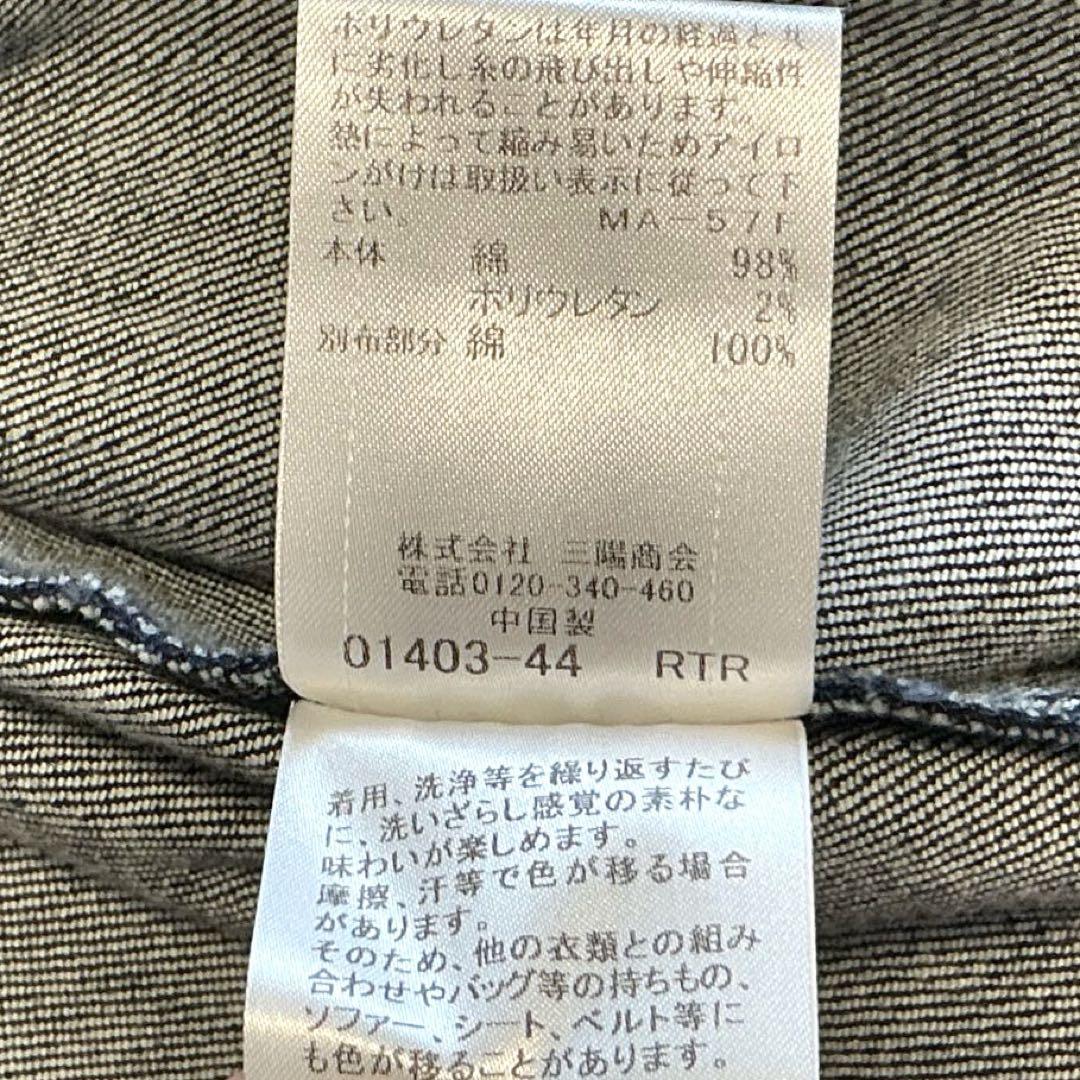 ポリウレタンは年月の経過と共
に劣化し糸の飛び出しや伸縮性
が失われることがあります。
熱によって縮み易いためアイロ
ンがけは取扱い表示に従って下
さい。 MA-57F
本体 綿 98%
ポリウレタン 2%
別布部分 綿 100%
株式会社 三陽商会
電話0120-340-460
中国製
01403-44 RTR
着用、洗浄等を繰り返すたび
に、洗いざらし感覚の素朴な
味わいが楽しめます。
摩擦、汗等で色が移る場合
があります。
そのため、他の衣類との組み
合わせやバッグ等の持ちもの、
ソファー、シート、ベルト等に
も色が移ることがあります。